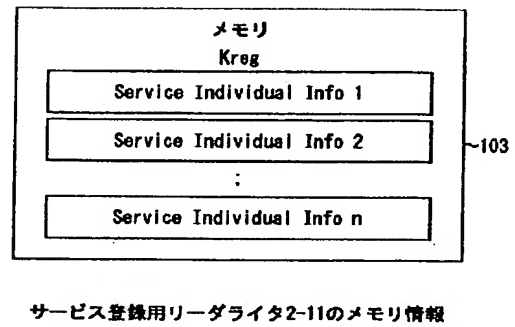 メモリ
Kreg
Service Individual Info 1
Service Individual Info 2
:
Service Individual Info n
~103
サービス登録用リーダライタ2-11のメモリ情報